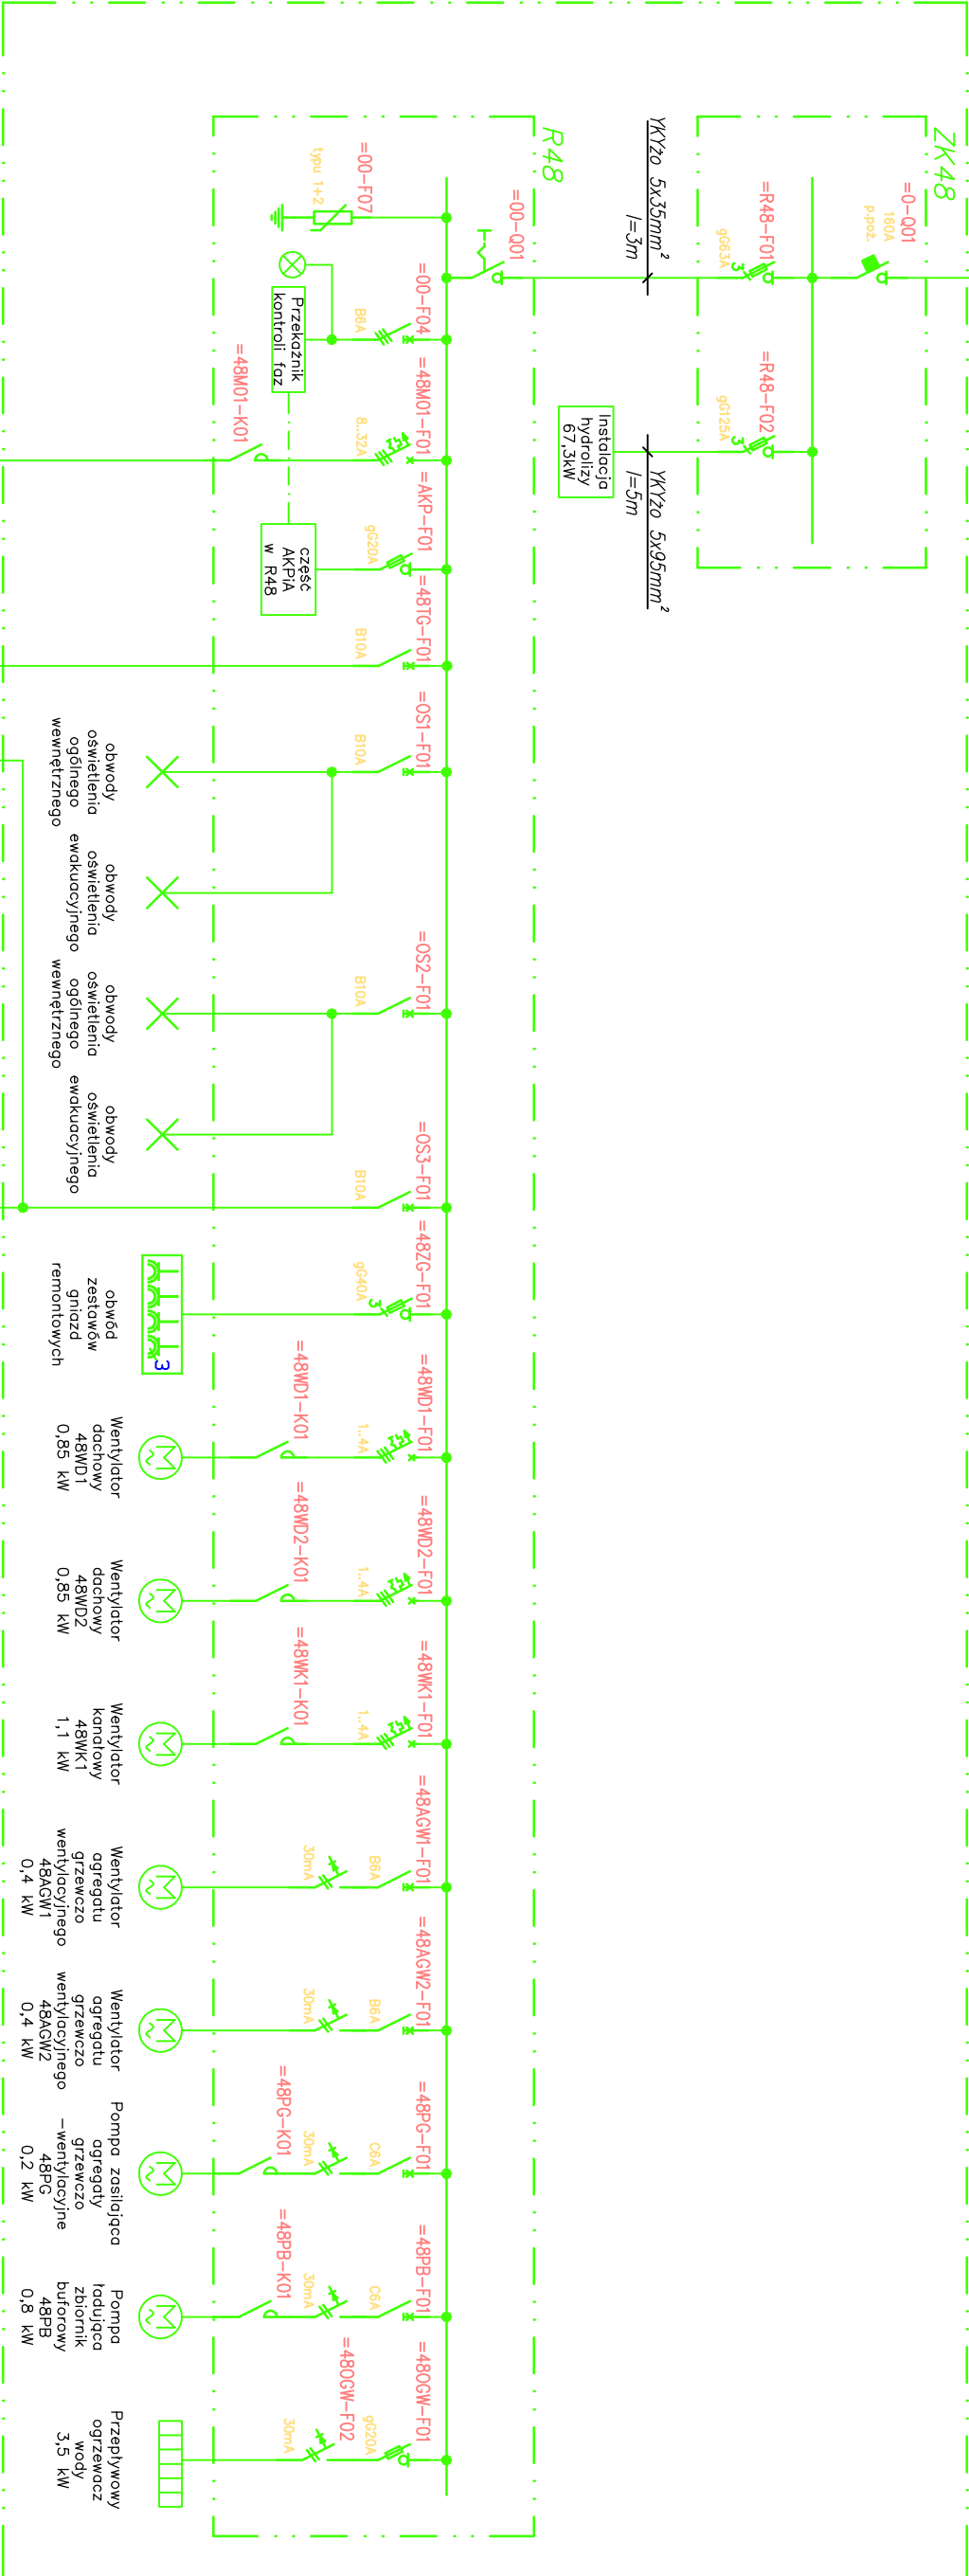 ZK48
=0-Q01
160A
p.poż.
=R48-F01
gG63A
3
=R48-F02
gG125A
3
YKYżo 5x35mm²
l=3m
YKYżo 5x95mm²
l=5m
Instalacja
hydrolizy
67,3kW
R48
=00-Q01
=00-F07
typu 1+2
=00-F04
B6A
Przekaźnik
kontroli faz
=48M01-F01
8..32A
=48M01-K01
=AKP-F01
gG20A
część
AKPiA
w R48
=48TG-F01
B10A
=OS1-F01
B10A
obwody
oświetlenia
ogólnego
wewnętrznego
obwody
oświetlenia
ewakuacyjnego
=OS2-F01
B10A
obwody
oświetlenia
ogólnego
wewnętrznego
obwody
oświetlenia
ewakuacyjnego
=OS3-F01
B10A
=48ZG-F01
gG40A
3
3
obwód
zestawów
gniazd
remontowych
=48WD1-F01
1..4A
=48WD1-K01
M
~
Wentylator
dachowy
48WD1
0,85 kW
=48WD2-F01
1..4A
=48WD2-K01
M
~
Wentylator
dachowy
48WD2
0,85 kW
=48WK1-F01
1..4A
=48WK1-K01
M
~
Wentylator
kanałowy
48WK1
1,1 kW
=48AGW1-F01
B6A
30mA
M
~
Wentylator
agregatu
grzewczo
wentylacyjnego
48AGW1
0,4 kW
=48AGW2-F01
B6A
30mA
M
~
Wentylator
agregatu
grzewczo
wentylacyjnego
48AGW2
0,4 kW
=48PG-F01
C6A
30mA
=48PG-K01
M
~
Pompa zasilająca
agregaty
grzewczo
-wentylacyjne
48PG
0,2 kW
=48PB-F01
C6A
30mA
=48PB-K01
M
~
Pompa
ładująca
zbiornik
buforowy
48PB
0,8 kW
=48OGW-F01
gG20A
=48OGW-F02
30mA
Przepływowy
ogrzewacz
wody
3,5 kW